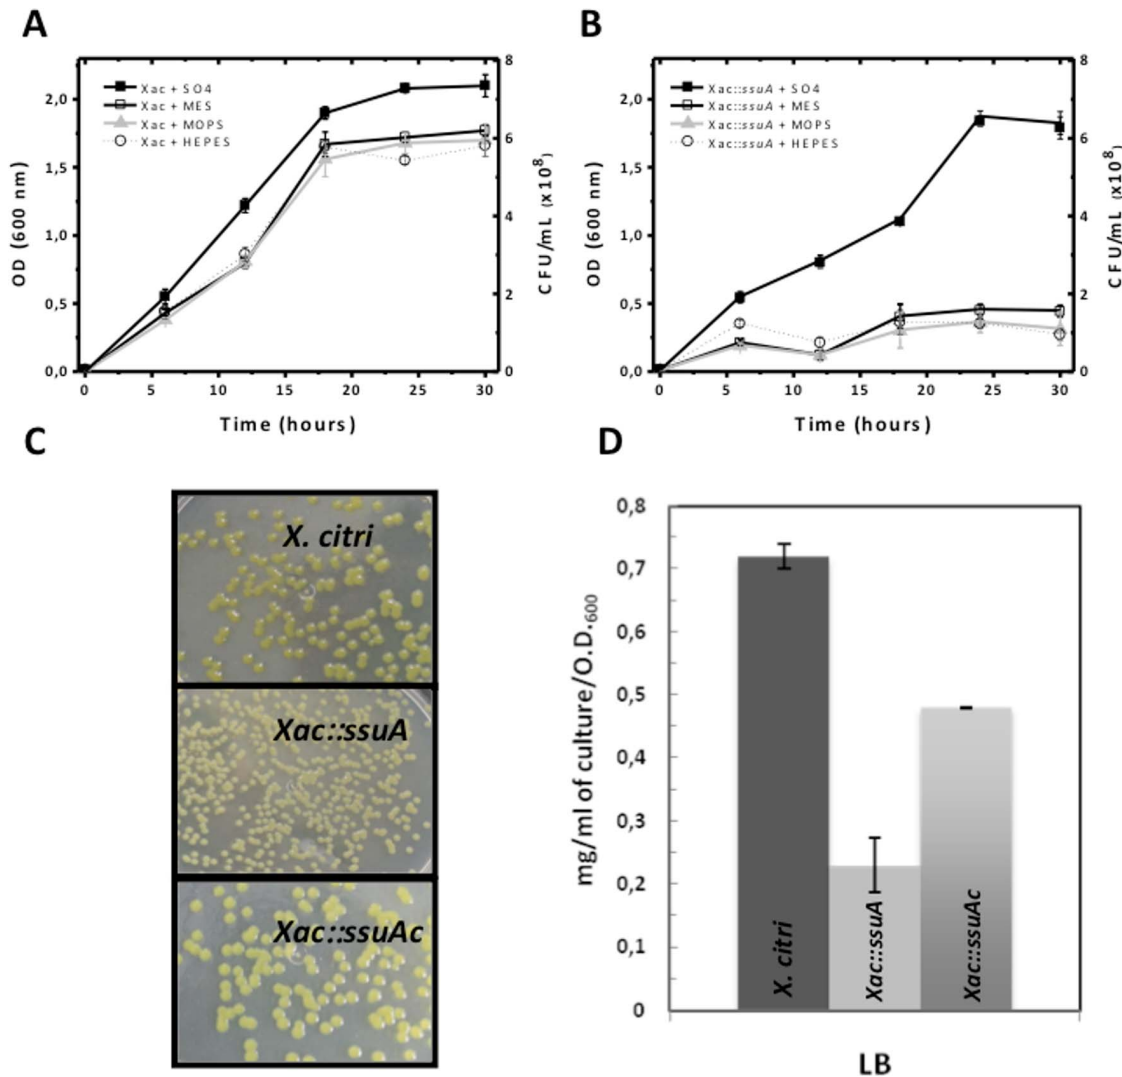 A
B
Xac + SO4
Xac + MES
Xac + MOPS
Xac + HEPES
OD (600 nm)
2,0
1,5
1,0
0,5
0,0
8
6
4
2
0
CFU/mL (x10⁸)
0 5 10 15 20 25 30
Time (hours)
Xac::ssuA + SO4
Xac::ssuA + MES
Xac::ssuA + MOPS
Xac::ssuA + HEPES
OD (600 nm)
2,0
1,5
1,0
0,5
0,0
8
6
4
2
0
CFU/mL (x10⁸)
0 5 10 15 20 25 30
Time (hours)
C
X. citri
Xac::ssuA
Xac::ssuAc
D
mg/ml of culture/O.D.₆₀₀
0,8
0,7
0,6
0,5
0,4
0,3
0,2
0,1
0
X. citri
Xac::ssuA
Xac::ssuAc
LB